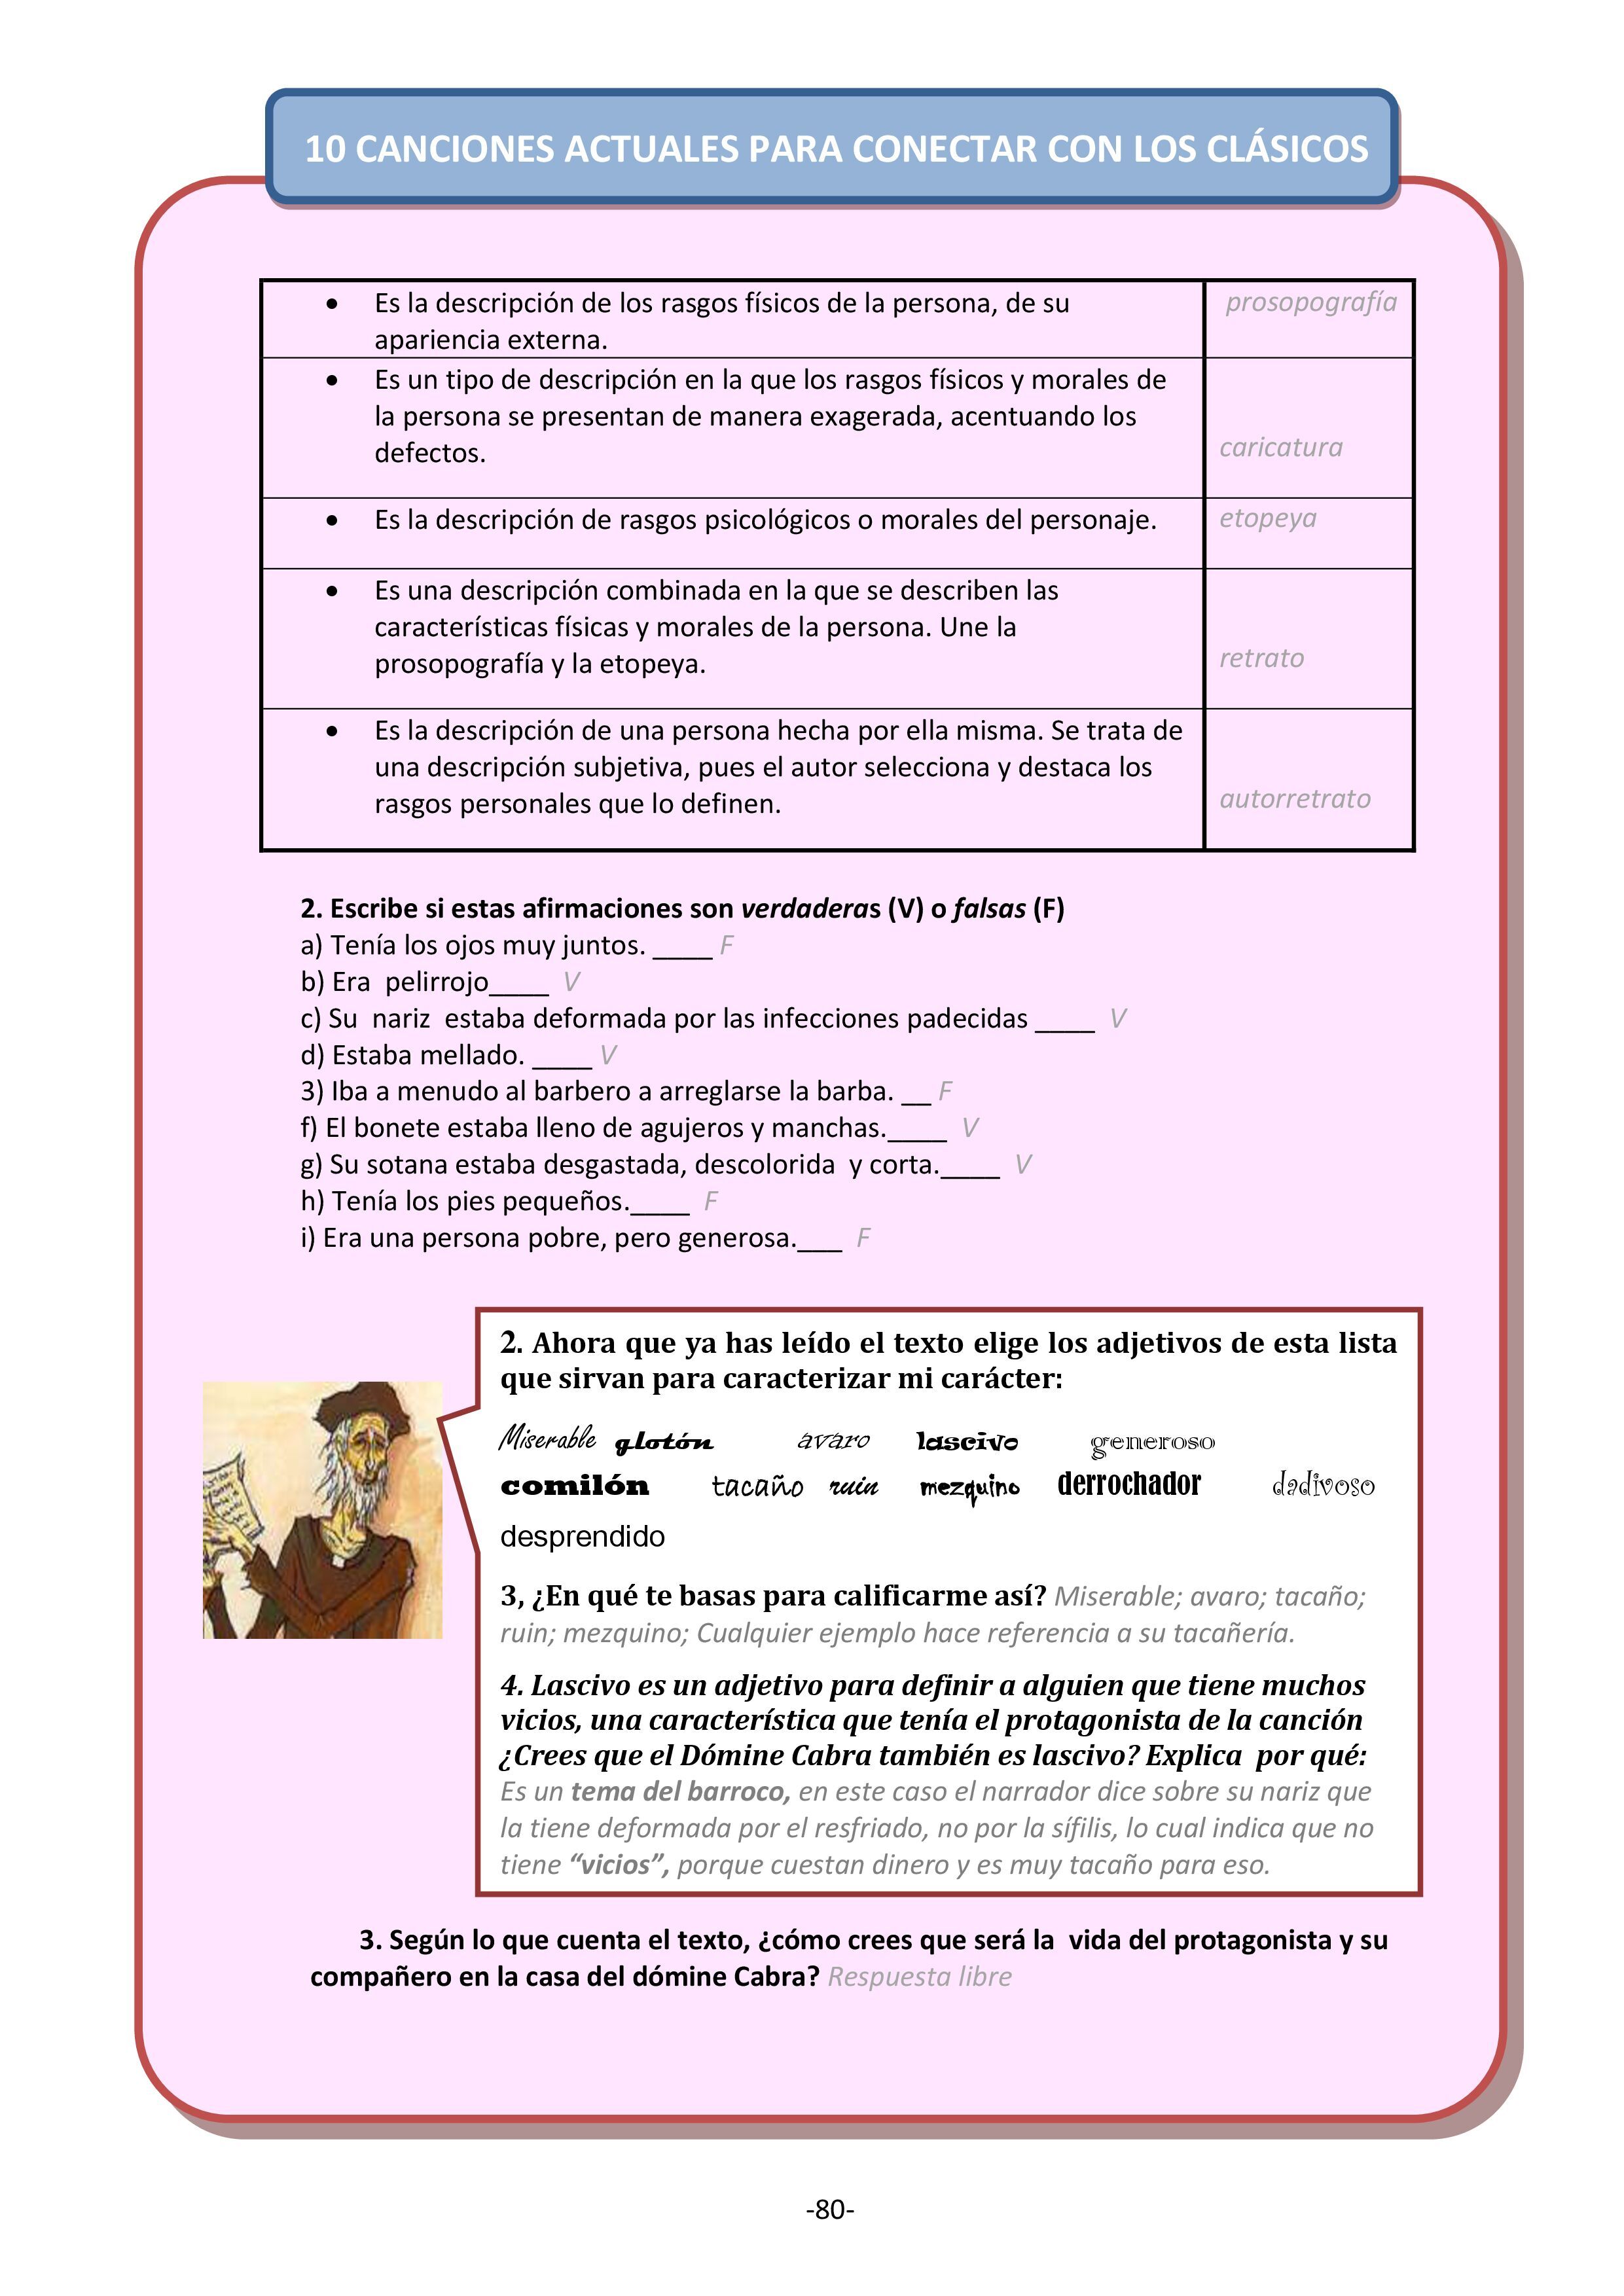 10 CANCIONES ACTUALES PARA CONECTAR CON LOS CLÁSICOS
• Es la descripción de los rasgos físicos de la persona, de su
apariencia externa.
prosopografía
• Es un tipo de descripción en la que los rasgos físicos y morales de
la persona se presentan de manera exagerada, acentuando los
defectos.
caricatura
• Es la descripción de rasgos psicológicos o morales del personaje.
etopeya
• Es una descripción combinada en la que se describen las
características físicas y morales de la persona. Une la
prosopografía y la etopeya.
retrato
• Es la descripción de una persona hecha por ella misma. Se trata de
una descripción subjetiva, pues el autor selecciona y destaca los
rasgos personales que lo definen.
autorretrato
2. Escribe si estas afirmaciones son verdaderas (V) o falsas (F)
a) Tenía los ojos muy juntos. ____ F
b) Era  pelirrojo____ V
c) Su  nariz  estaba deformada por las infecciones padecidas ____ V
d) Estaba mellado. ____ V
3) Iba a menudo al barbero a arreglarse la barba. __ F
f) El bonete estaba lleno de agujeros y manchas.____ V
g) Su sotana estaba desgastada, descolorida  y corta.____ V
h) Tenía los pies pequeños.____ F
i) Era una persona pobre, pero generosa.___ F
2. Ahora que ya has leído el texto elige los adjetivos de esta lista
que sirvan para caracterizar mi carácter:
Miserable glotón avaro lascivo generoso
comilón tacaño ruin mezquino derrochador dadivoso
desprendido
3, ¿En qué te basas para calificarme así? Miserable; avaro; tacaño;
ruin; mezquino; Cualquier ejemplo hace referencia a su tacañería.
4. Lascivo es un adjetivo para definir a alguien que tiene muchos
vicios, una característica que tenía el protagonista de la canción
¿Crees que el Dómine Cabra también es lascivo? Explica  por qué:
Es un tema del barroco, en este caso el narrador dice sobre su nariz que
la tiene deformada por el resfriado, no por la sífilis, lo cual indica que no
tiene “vicios”, porque cuestan dinero y es muy tacaño para eso.
3. Según lo que cuenta el texto, ¿cómo crees que será la  vida del protagonista y su
compañero en la casa del dómine Cabra? Respuesta libre
-80-